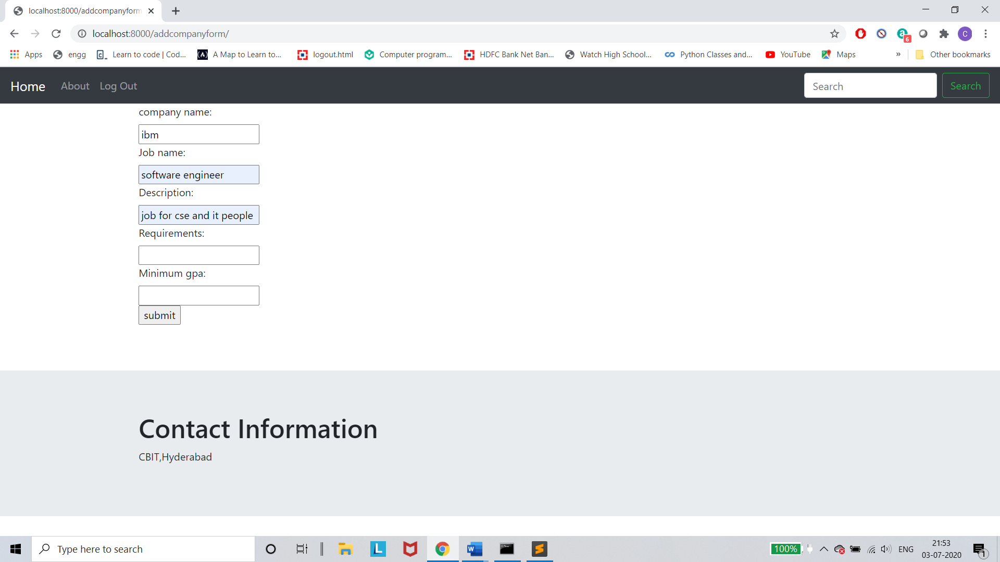 localhost:8000/addcompanyform
localhost:8000/addcompanyform/
6
C
Apps engg Learn to code | Cod... A Map to Learn to... logout.html Computer program... HDFC Bank Net Ban... Watch High School... Python Classes and... YouTube Maps » Other bookmarks
Home About Log Out Search Search
company name:
ibm
Job name:
software engineer
Description:
job for cse and it people
Requirements:
Minimum gpa:
submit
Contact Information
CBIT,Hyderabad
Type here to search
100%
ENG
21:53
03-07-2020
1